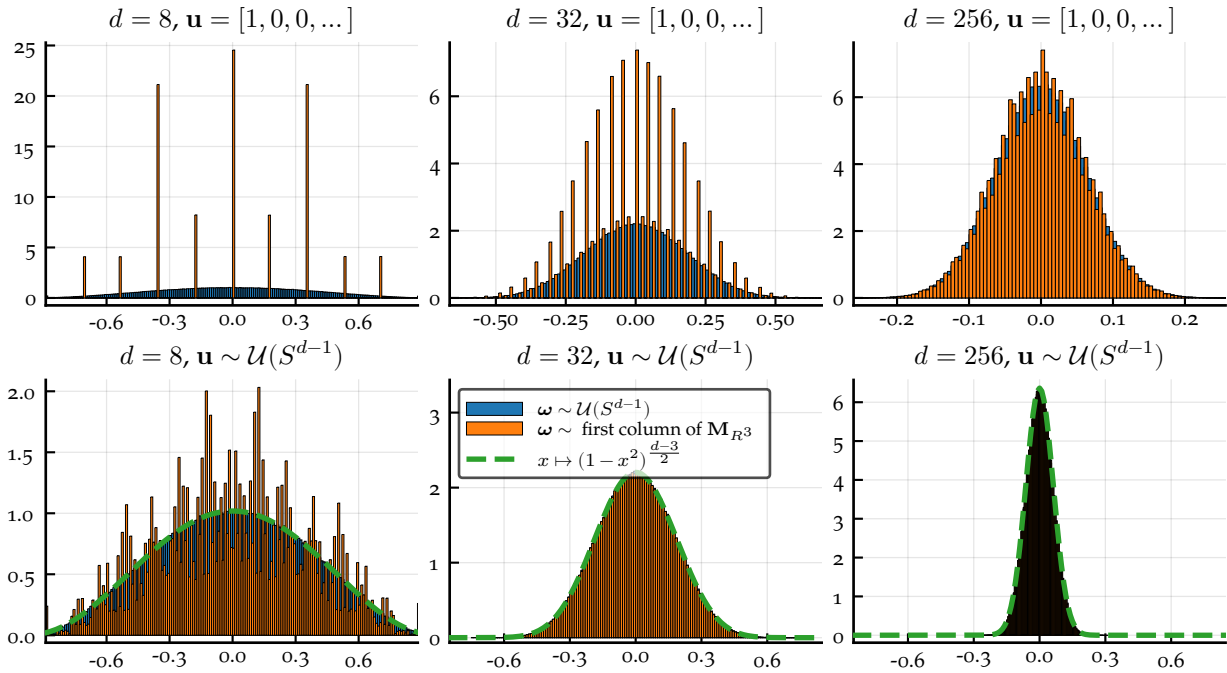 d = 8, u = [1, 0, 0, ...]
d = 32, u = [1, 0, 0, ...]
d = 256, u = [1, 0, 0, ...]
25
20
15
10
5
0
-0.6 -0.3 0.0 0.3 0.6
6
4
2
0
-0.50 -0.25 0.00 0.25 0.50
6
4
2
0
-0.2 -0.1 0.0 0.1 0.2
d = 8, u ∼ 𝒰(S^{d−1})
d = 32, u ∼ 𝒰(S^{d−1})
d = 256, u ∼ 𝒰(S^{d−1})
2.0
1.5
1.0
0.5
0.0
-0.6 -0.3 0.0 0.3 0.6
3
2
1
0
ω ∼ 𝒰(S^{d−1})
ω ∼ first column of M_{R^3}
x ↦ (1−x^2)^{\frac{d−3}{2}}
-0.6 -0.3 0.0 0.3 0.6
6
5
4
3
2
1
0
-0.6 -0.3 0.0 0.3 0.6